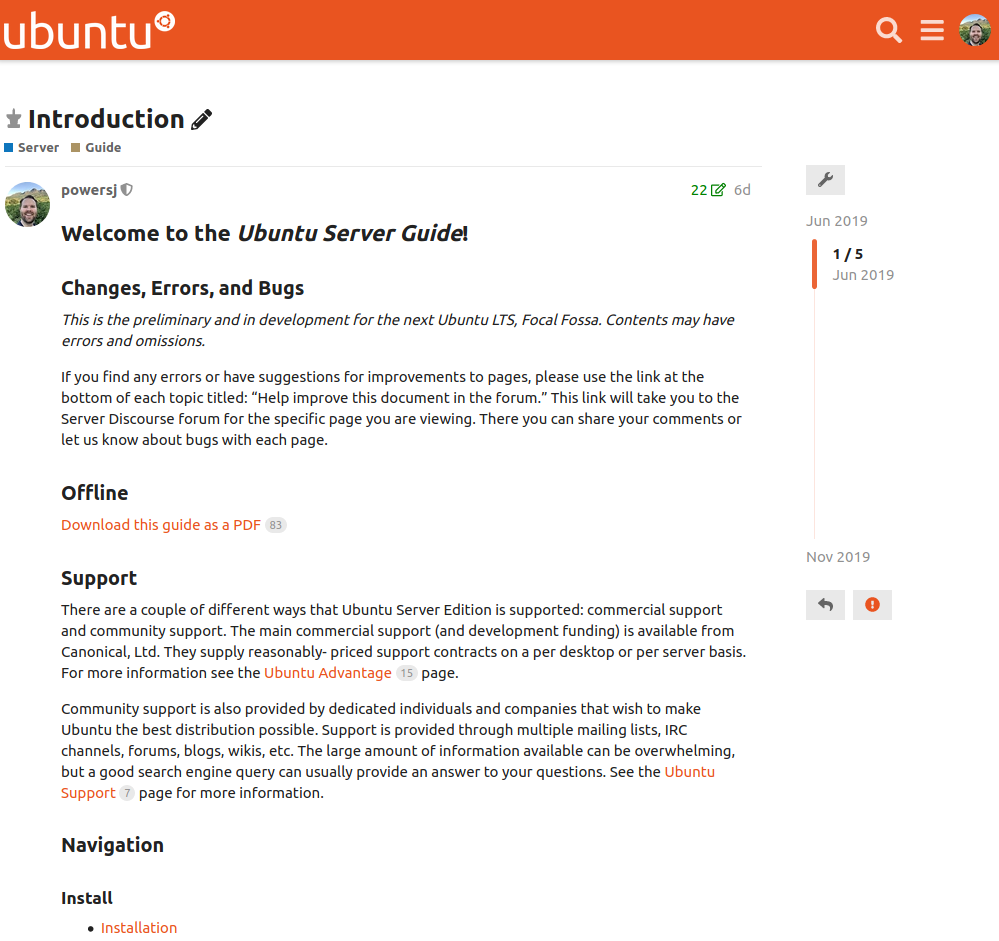 ubuntu
Introduction
Server Guide
powersj 22 6d
Welcome to the Ubuntu Server Guide!
Changes, Errors, and Bugs
This is the preliminary and in development for the next Ubuntu LTS, Focal Fossa. Contents may have
errors and omissions.
If you find any errors or have suggestions for improvements to pages, please use the link at the
bottom of each topic titled: “Help improve this document in the forum.” This link will take you to the
Server Discourse forum for the specific page you are viewing. There you can share your comments or
let us know about bugs with each page.
Offline
Download this guide as a PDF 83
Support
There are a couple of different ways that Ubuntu Server Edition is supported: commercial support
and community support. The main commercial support (and development funding) is available from
Canonical, Ltd. They supply reasonably- priced support contracts on a per desktop or per server basis.
For more information see the Ubuntu Advantage 15 page.
Community support is also provided by dedicated individuals and companies that wish to make
Ubuntu the best distribution possible. Support is provided through multiple mailing lists, IRC
channels, forums, blogs, wikis, etc. The large amount of information available can be overwhelming,
but a good search engine query can usually provide an answer to your questions. See the Ubuntu
Support 7 page for more information.
Navigation
Install
• Installation
Jun 2019
1 / 5
Jun 2019
Nov 2019